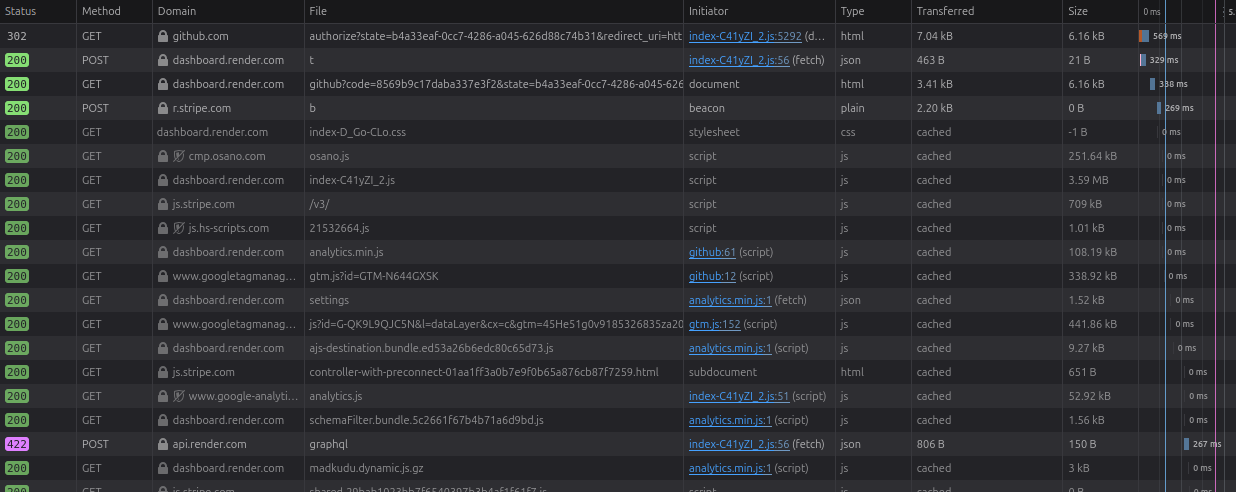 Status Method Domain File Initiator Type Transferred Size 0 ms 5.
302 GET github.com authorize?state=b4a33eaf-0cc7-4286-a045-626d88c74b31&redirect_uri=htt index-C41yZI_2.js:5292 (d… html 7.04 kB 6.16 kB 569 ms
200 POST dashboard.render.com t index-C41yZI_2.js:56 (fetch) json 463 B 21 B 329 ms
200 GET dashboard.render.com github?code=8569b9c17daba337e3f2&state=b4a33eaf-0cc7-4286-a045-626 document html 3.41 kB 6.16 kB 338 ms
200 POST r.stripe.com b beacon plain 2.20 kB 0 B 269 ms
200 GET dashboard.render.com index-D_Go-CLo.css stylesheet css cached -1 B 0 ms
200 GET cmp.osano.com osano.js script js cached 251.64 kB 0 ms
200 GET dashboard.render.com index-C41yZI_2.js script js cached 3.59 MB 0 ms
200 GET js.stripe.com /v3/ script js cached 709 kB 0 ms
200 GET js.hs-scripts.com 21532664.js script js cached 1.01 kB 0 ms
200 GET dashboard.render.com analytics.min.js github:61 (script) js cached 108.19 kB 0 ms
200 GET www.googletagmanag… gtm.js?id=GTM-N644GXSK github:12 (script) js cached 338.92 kB 0 ms
200 GET dashboard.render.com settings analytics.min.js:1 (fetch) json cached 1.52 kB 0 ms
200 GET www.googletagmanag… js?id=G-QK9L9QJC5N&l=dataLayer&cx=c&gtm=45He51g0v9185326835za20 gtm.js:152 (script) js cached 441.86 kB 0 ms
200 GET dashboard.render.com ajs-destination.bundle.ed53a26b6edc80c65d73.js analytics.min.js:1 (script) js cached 9.27 kB 0 ms
200 GET js.stripe.com controller-with-preconnect-01aa1ff3a0b7e9f0b65a876cb87f7259.html subdocument html cached 651 B 0 ms
200 GET www.google-analyti… analytics.js index-C41yZI_2.js:51 (script) js cached 52.92 kB 0 ms
200 GET dashboard.render.com schemaFilter.bundle.5c2661f67b4b71a6d9bd.js analytics.min.js:1 (script) js cached 1.56 kB 0 ms
422 POST api.render.com graphql index-C41yZI_2.js:56 (fetch) json 806 B 150 B 267 ms
200 GET dashboard.render.com madkudu.dynamic.js.gz analytics.min.js:1 (script) js cached 3 kB 0 ms
200 GET js.stripe.com script js cached 0 B 0 ms